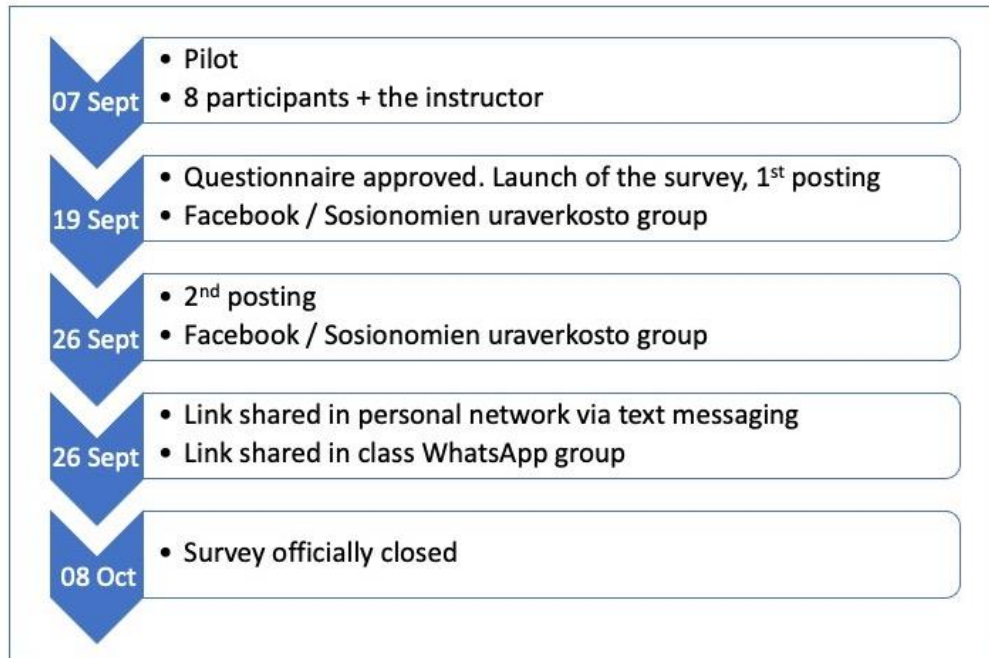 07 Sept
• Pilot
• 8 participants + the instructor
19 Sept
• Questionnaire approved. Launch of the survey, 1st posting
• Facebook / Sosionomien uraverkosto group
26 Sept
• 2nd posting
• Facebook / Sosionomien uraverkosto group
26 Sept
• Link shared in personal network via text messaging
• Link shared in class WhatsApp group
08 Oct
• Survey officially closed